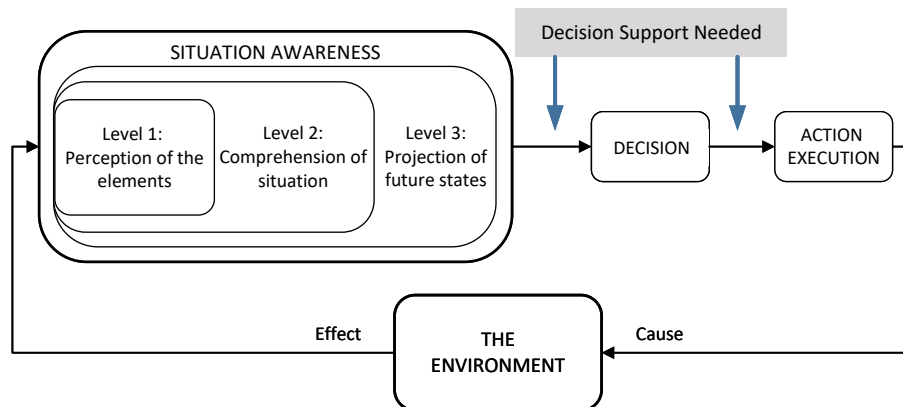 Decision Support Needed
SITUATION AWARENESS
Level 1:
Perception of the
elements
Level 2:
Comprehension of
situation
Level 3:
Projection of
future states
DECISION
ACTION
EXECUTION
Effect
THE
ENVIRONMENT
Cause